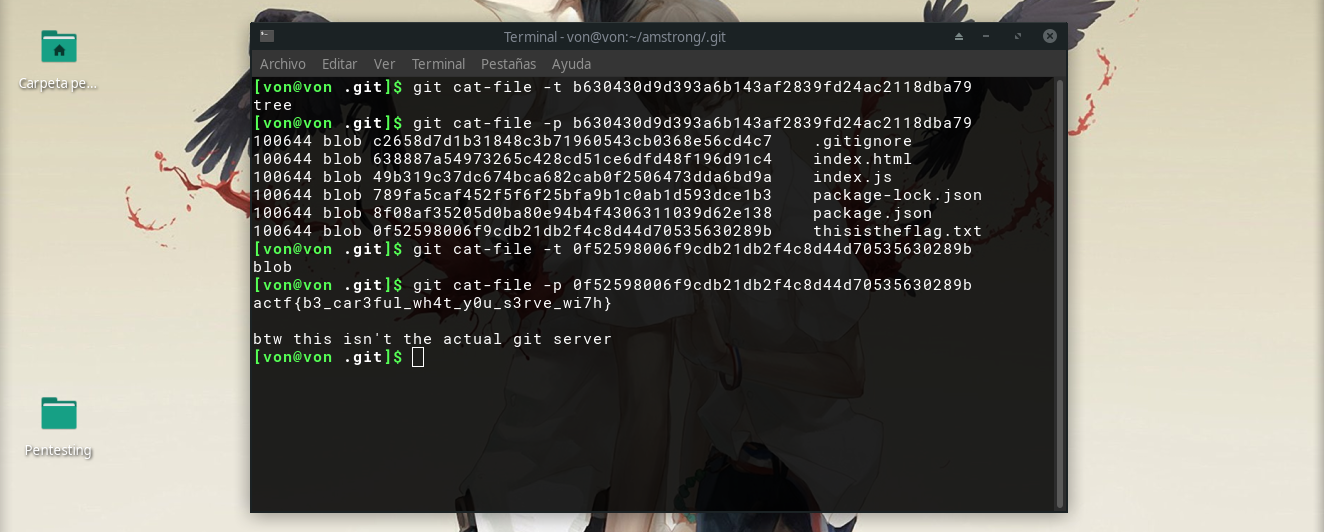 Carpeta pe...
Pentesting
Terminal - von@von:~/amstrong/.git
Archivo Editar Ver Terminal Pestañas Ayuda
[von@von .git]$ git cat-file -t b630430d9d393a6b143af2839fd24ac2118dba79
tree
[von@von .git]$ git cat-file -p b630430d9d393a6b143af2839fd24ac2118dba79
100644 blob c2658d7d1b31848c3b71960543cb0368e56cd4c7    .gitignore
100644 blob 638887a54973265c428cd51ce6dfd48f196d91c4    index.html
100644 blob 49b319c37dc674bca682cab0f2506473dda6bd9a    index.js
100644 blob 789fa5caf452f5f6f25bfa9b1c0ab1d593dce1b3    package-lock.json
100644 blob 8f08af35205d0ba80e94b4f4306311039d62e138    package.json
100644 blob 0f52598006f9cdb21db2f4c8d44d70535630289b    thisistheflag.txt
[von@von .git]$ git cat-file -t 0f52598006f9cdb21db2f4c8d44d70535630289b
blob
[von@von .git]$ git cat-file -p 0f52598006f9cdb21db2f4c8d44d70535630289b
actf{b3_car3ful_wh4t_y0u_s3rve_wi7h}
btw this isn't the actual git server
[von@von .git]$